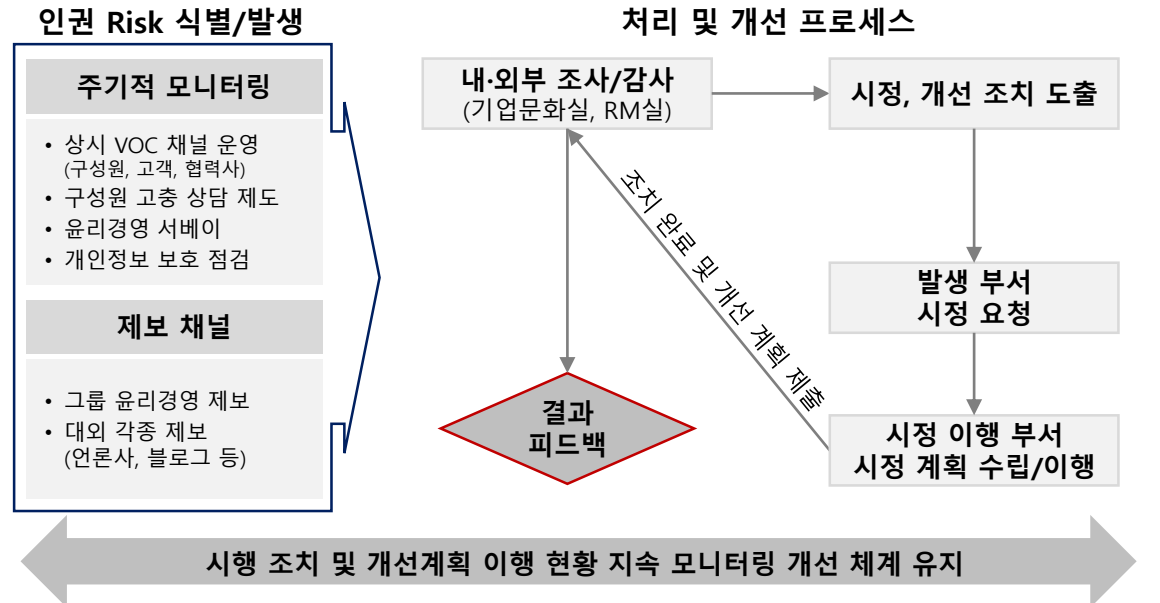 인권 Risk 식별/발생
주기적 모니터링
• 상시 VOC 채널 운영
(구성원, 고객, 협력사)
• 구성원 고충 상담 제도
• 윤리경영 서베이
• 개인정보 보호 점검
제보 채널
• 그룹 윤리경영 제보
• 대외 각종 제보
(언론사, 블로그 등)
처리 및 개선 프로세스
내·외부 조사/감사
(기업문화실, RM실)
시정, 개선 조치 도출
발생 부서
시정 요청
시정 이행 부서
시정 계획 수립/이행
조치 완료 및 개선 계획 제출
결과
피드백
시행 조치 및 개선계획 이행 현황 지속 모니터링 개선 체계 유지